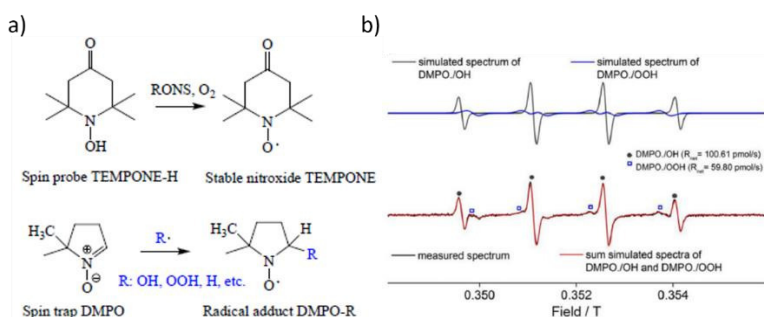 a)
O
RONS, O₂
N
OH
N
O·
Spin probe TEMPONE-H
Stable nitroxide TEMPONE
H₃C
N
O
R·
R: OH, OOH, H, etc.
H₃C
H
R
N
O·
Spin trap DMPO
Radical adduct DMPO-R
b)
simulated spectrum of
DMPO./OH
simulated spectrum of
DMPO./OOH
DMPO./OH (Rnet= 100.61 pmol/s)
DMPO./OOH (Rnet= 59.80 pmol/s)
measured spectrum
sum simulated spectra of
DMPO./OH and DMPO./OOH
0.350
0.352
0.354
Field / T